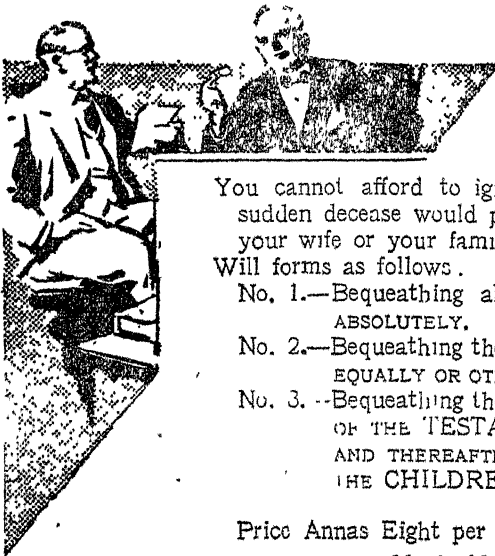 You cannot afford to ig
sudden decease would p
your wife or your fami
Will forms as follows.
No. 1.—Bequeathing al
ABSOLUTELY.
No. 2.—Bequeathing the
EQUALLY OR OT
No. 3.--Bequeathing th
OF THE TESTA
AND THEREAFT
THE CHILDRE
Price Annas Eight per